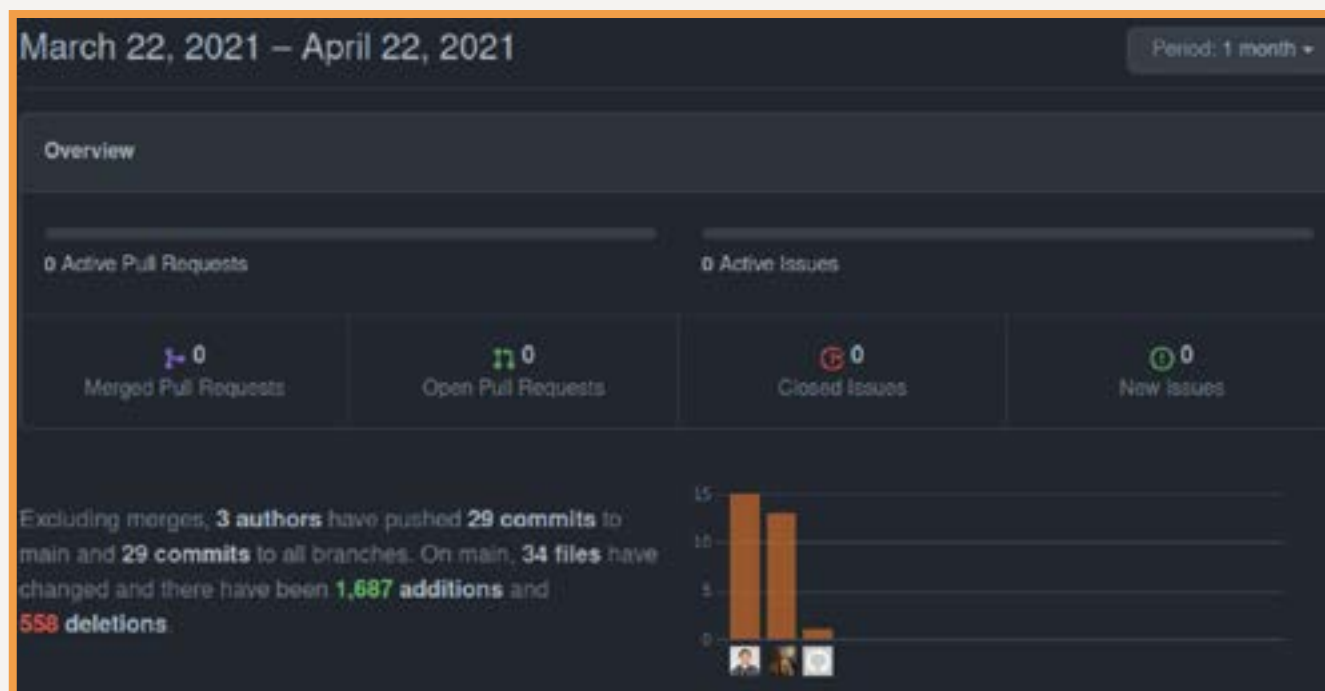 March 22, 2021 – April 22, 2021
Period: 1 month
Overview
0 Active Pull Requests
0 Active Issues
0
Merged Pull Requests
0
Open Pull Requests
0
Closed Issues
0
New Issues
Excluding merges, 3 authors have pushed 29 commits to
main and 29 commits to all branches. On main, 34 files have
changed and there have been 1,687 additions and
558 deletions.
15
10
5
0